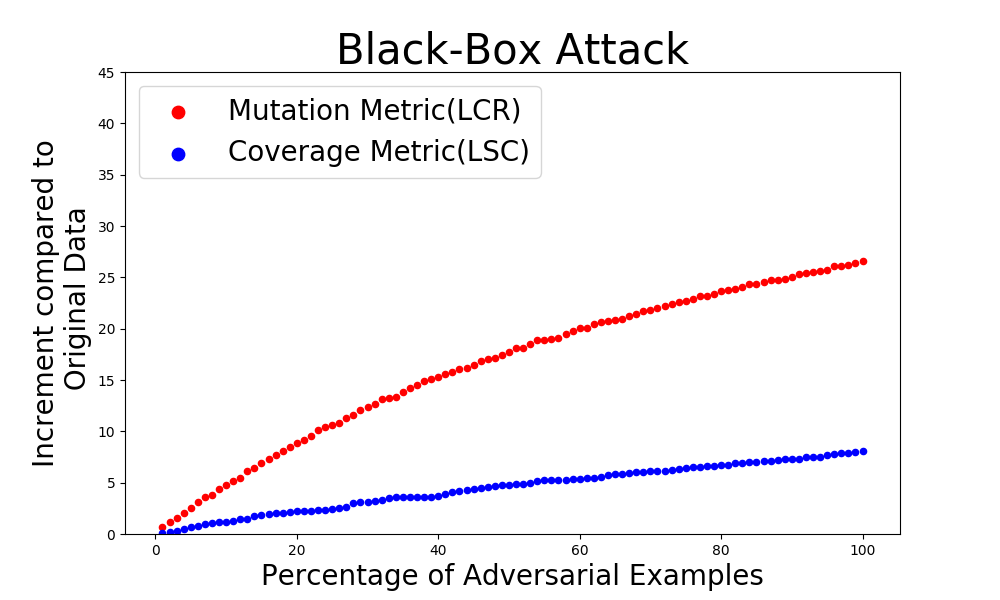 Black-Box Attack
Mutation Metric(LCR)
Coverage Metric(LSC)
Increment compared to
Original Data
45
40
35
30
25
20
15
10
5
0
0 20 40 60 80 100
Percentage of Adversarial Examples